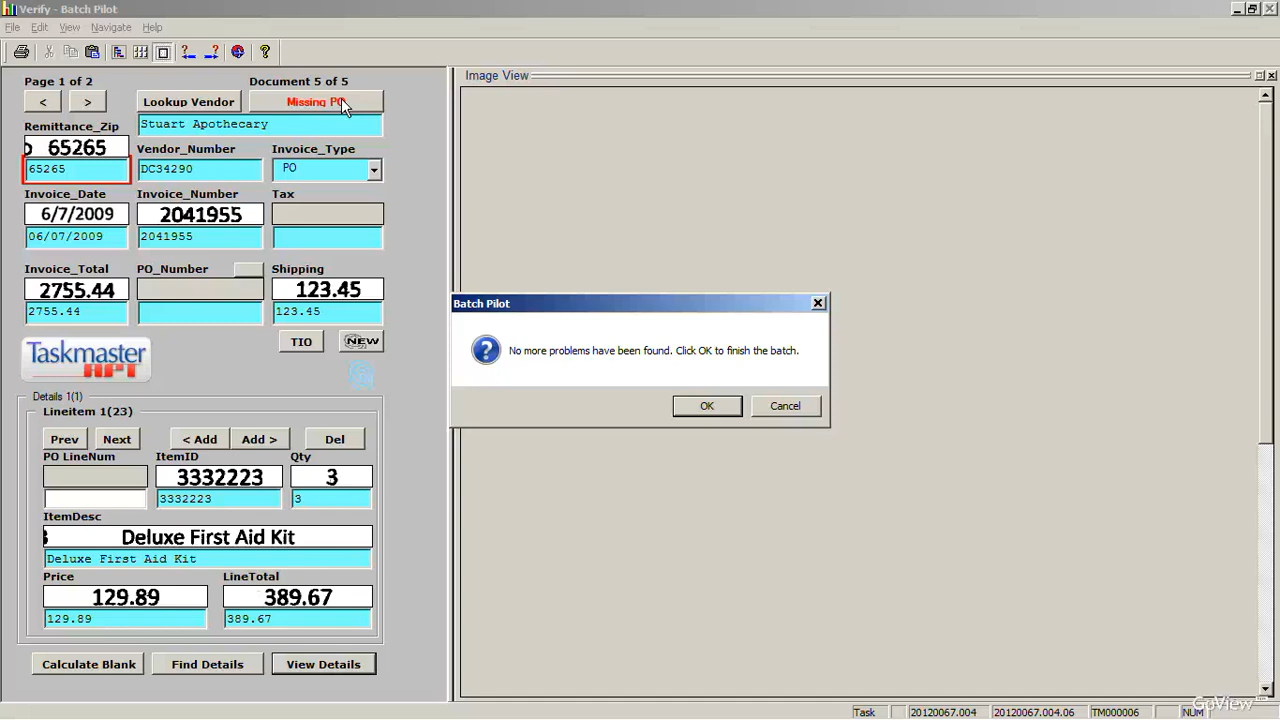 Verify - Batch Pilot
File Edit View Navigate Help
Page 1 of 2 Document 5 of 5
< > Lookup Vendor Missing PO
Stuart Apothecary
Remittance_Zip
65265
65265
Vendor_Number
DC34290
Invoice_Type
PO
Invoice_Date
6/7/2009
06/07/2009
Invoice_Number
2041955
2041955
Tax
Invoice_Total
2755.44
2755.44
PO_Number
Shipping
123.45
123.45
TIO NEW
Taskmaster
APT
Details 1(1)
Lineitem 1(23)
Prev Next < Add Add > Del
PO LineNum
ItemID
3332223
3332223
Qty
3
3
ItemDesc
Deluxe First Aid Kit
Deluxe First Aid Kit
Price
129.89
129.89
LineTotal
389.67
389.67
Calculate Blank Find Details View Details
Image View
Batch Pilot
No more problems have been found. Click OK to finish the batch.
OK Cancel
GoView
Task 20120067.004 20120067.004.06 TM000006 NUM